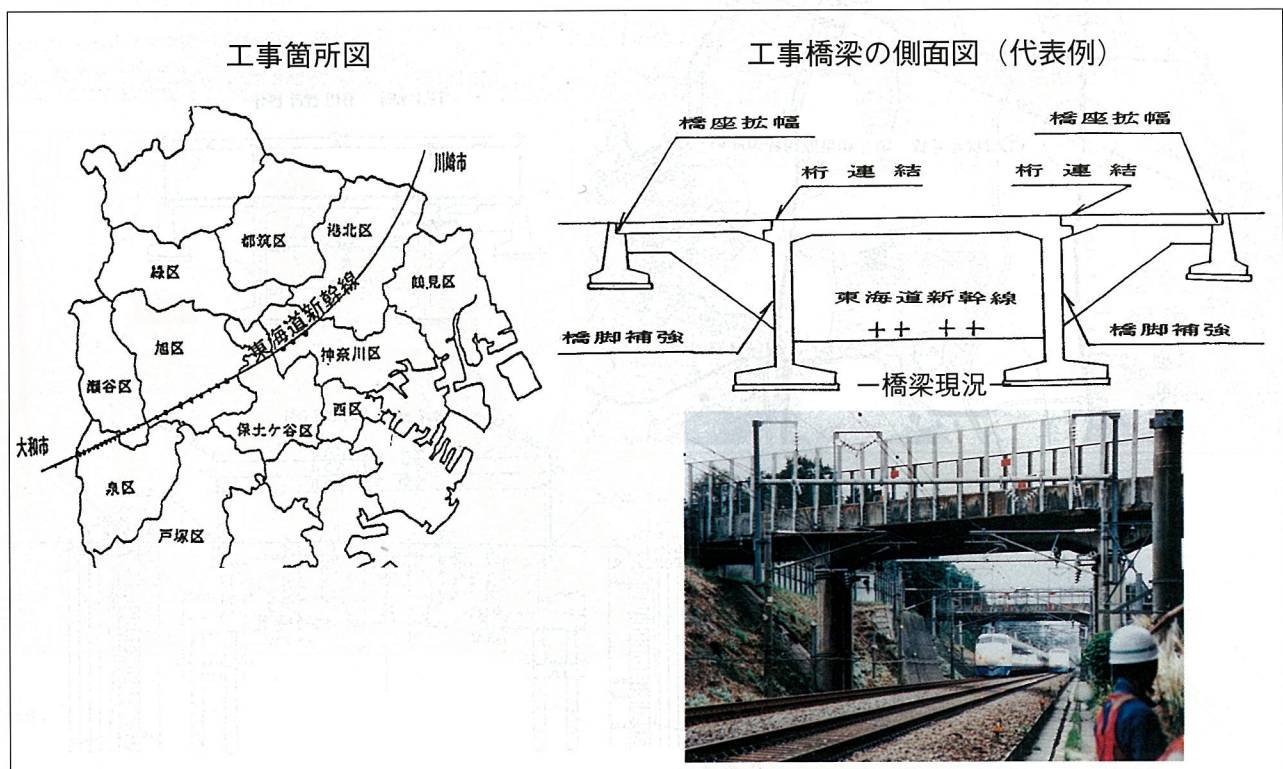 工事箇所図
川崎市
都筑区
港北区
緑区
鶴見区
東海道新幹線
旭区
神奈川区
瀬谷区
西区
保土ケ谷区
大和市
泉区
戸塚区
工事橋梁の側面図（代表例）
橋座拡幅
橋座拡幅
桁連結
桁連結
東海道新幹線
橋脚補強
橋脚補強
―橋梁現況―